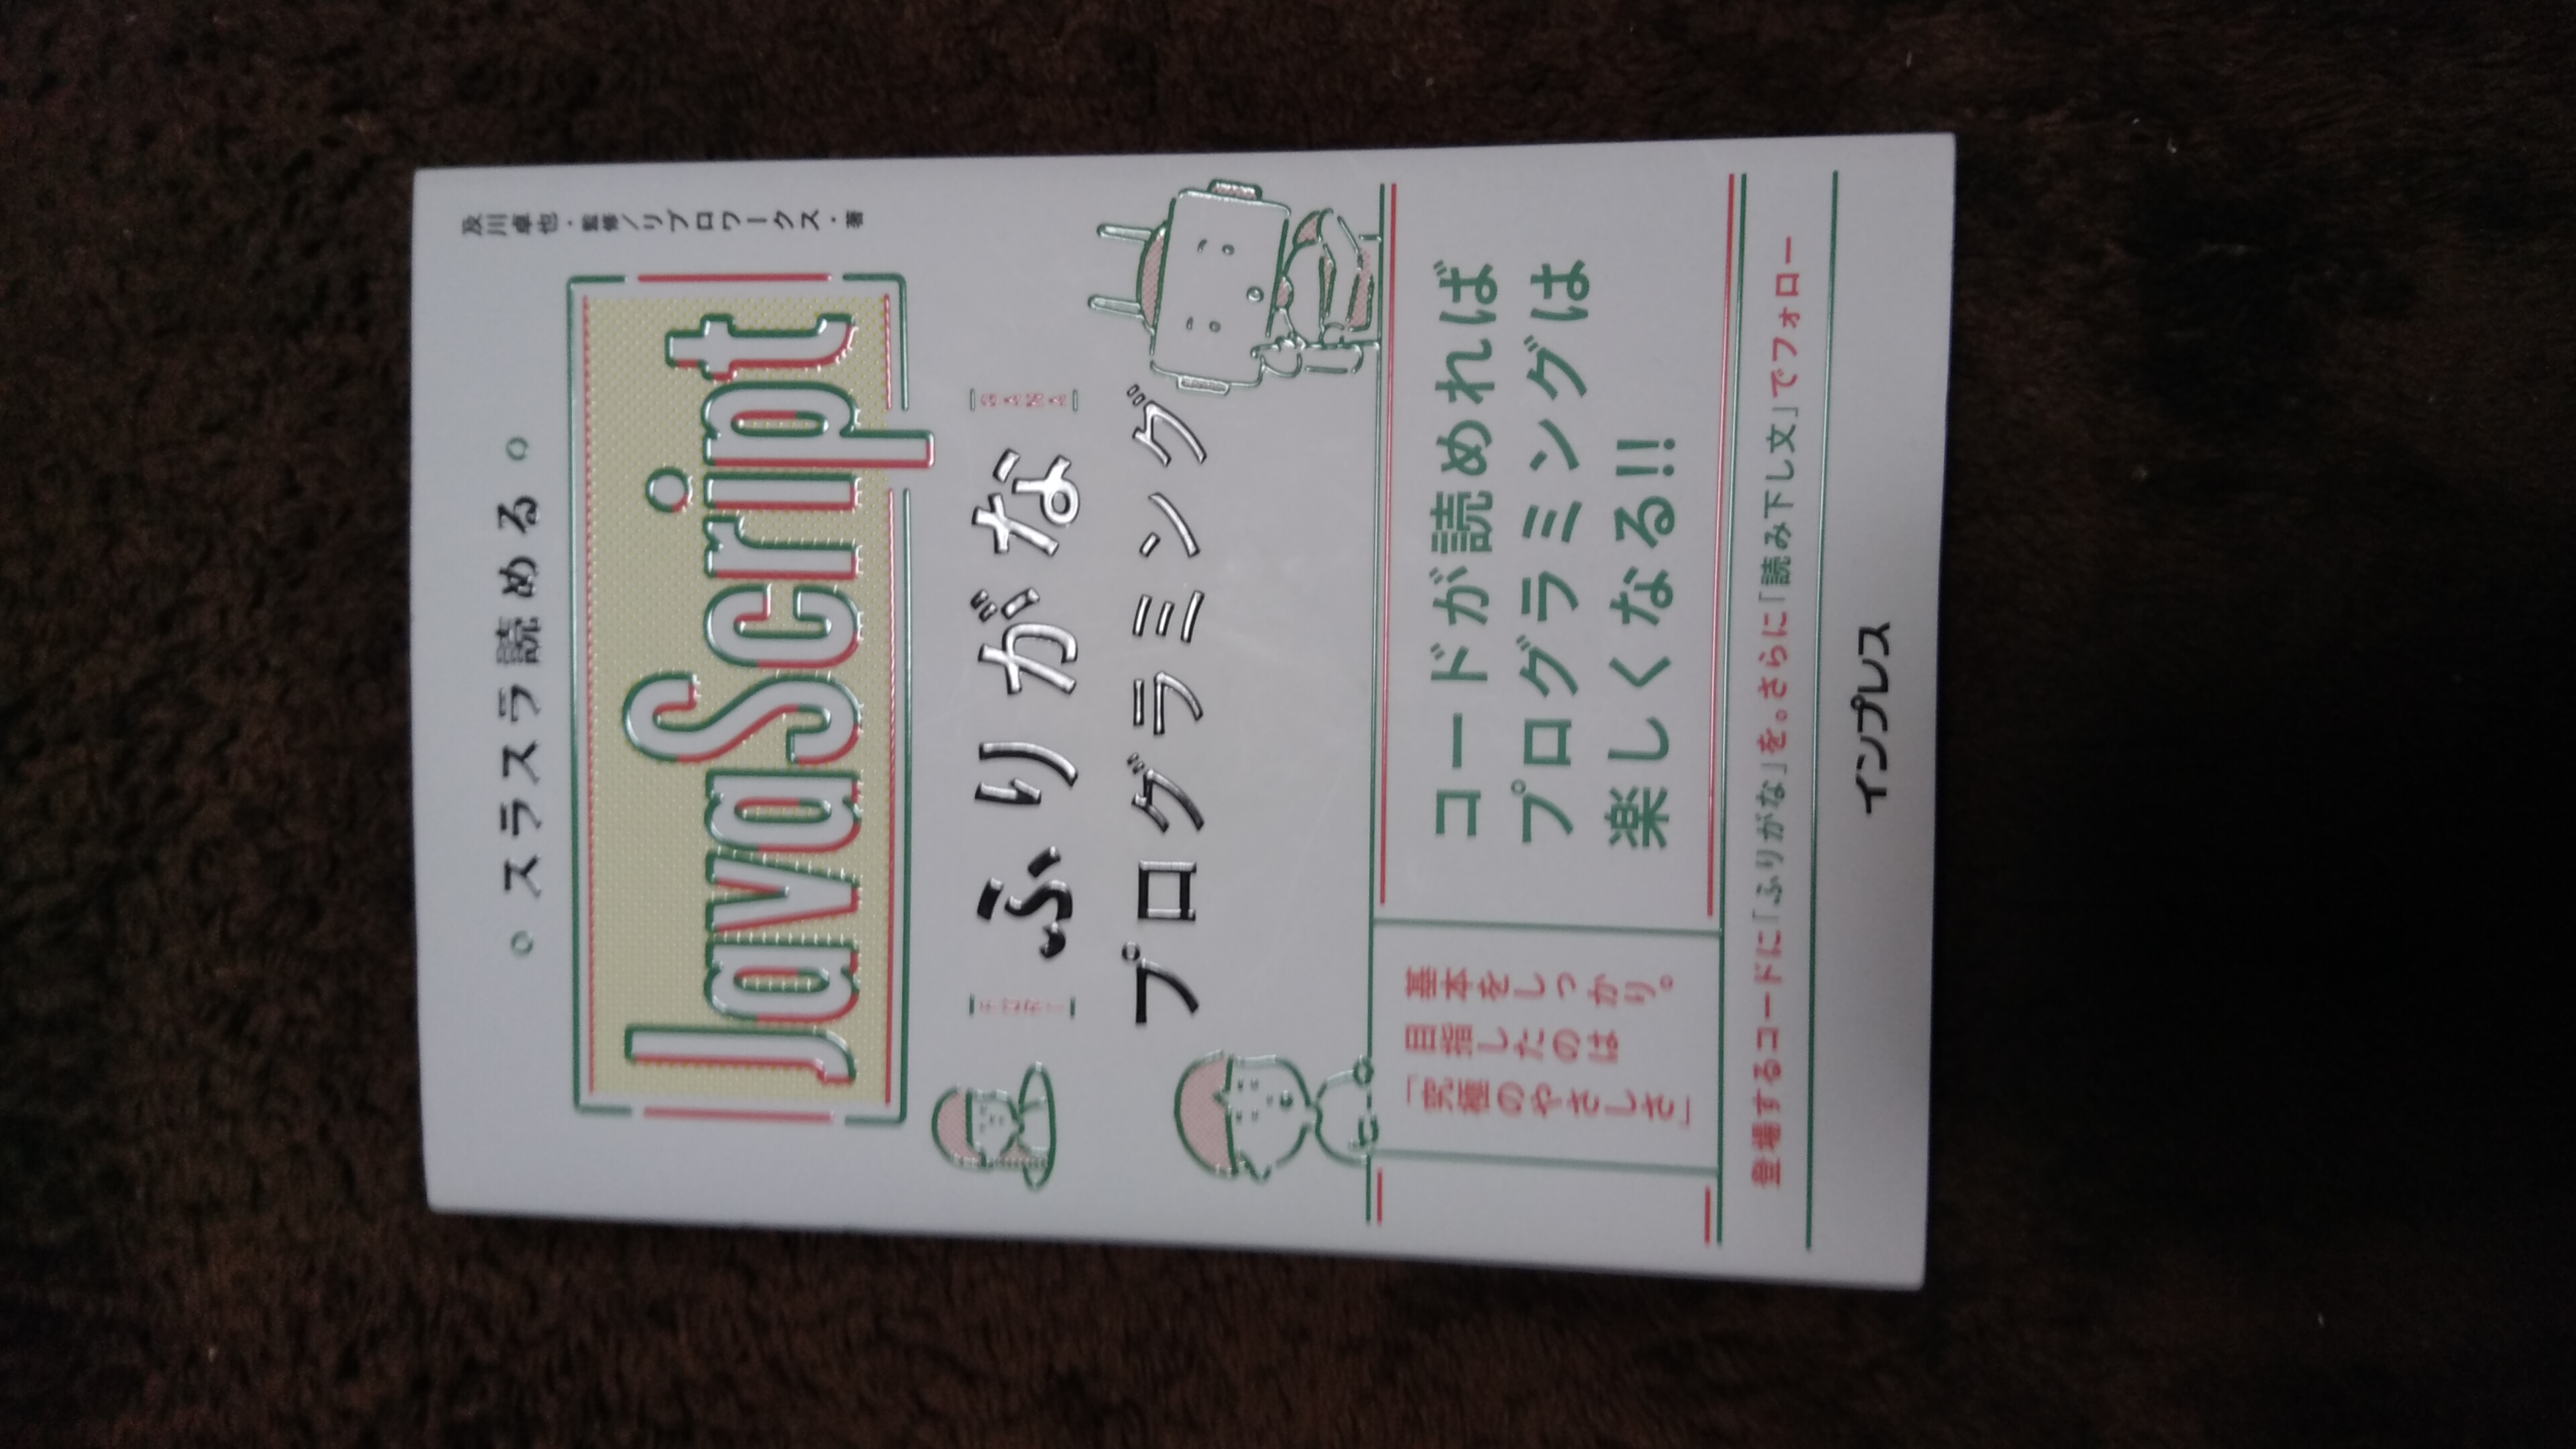 スラスラ読める
JavaScript
FURI
ふりがな
GANA
プログラミング
及川卓也・監修／リブロワークス・著
基本をしっかり。
目指したのは
「究極のやさしさ」
コードが読めれば
プログラミングは
楽しくなる!!
登場するコードに「ふりがな」を。さらに「読み下し文」でフォロー
インプレス